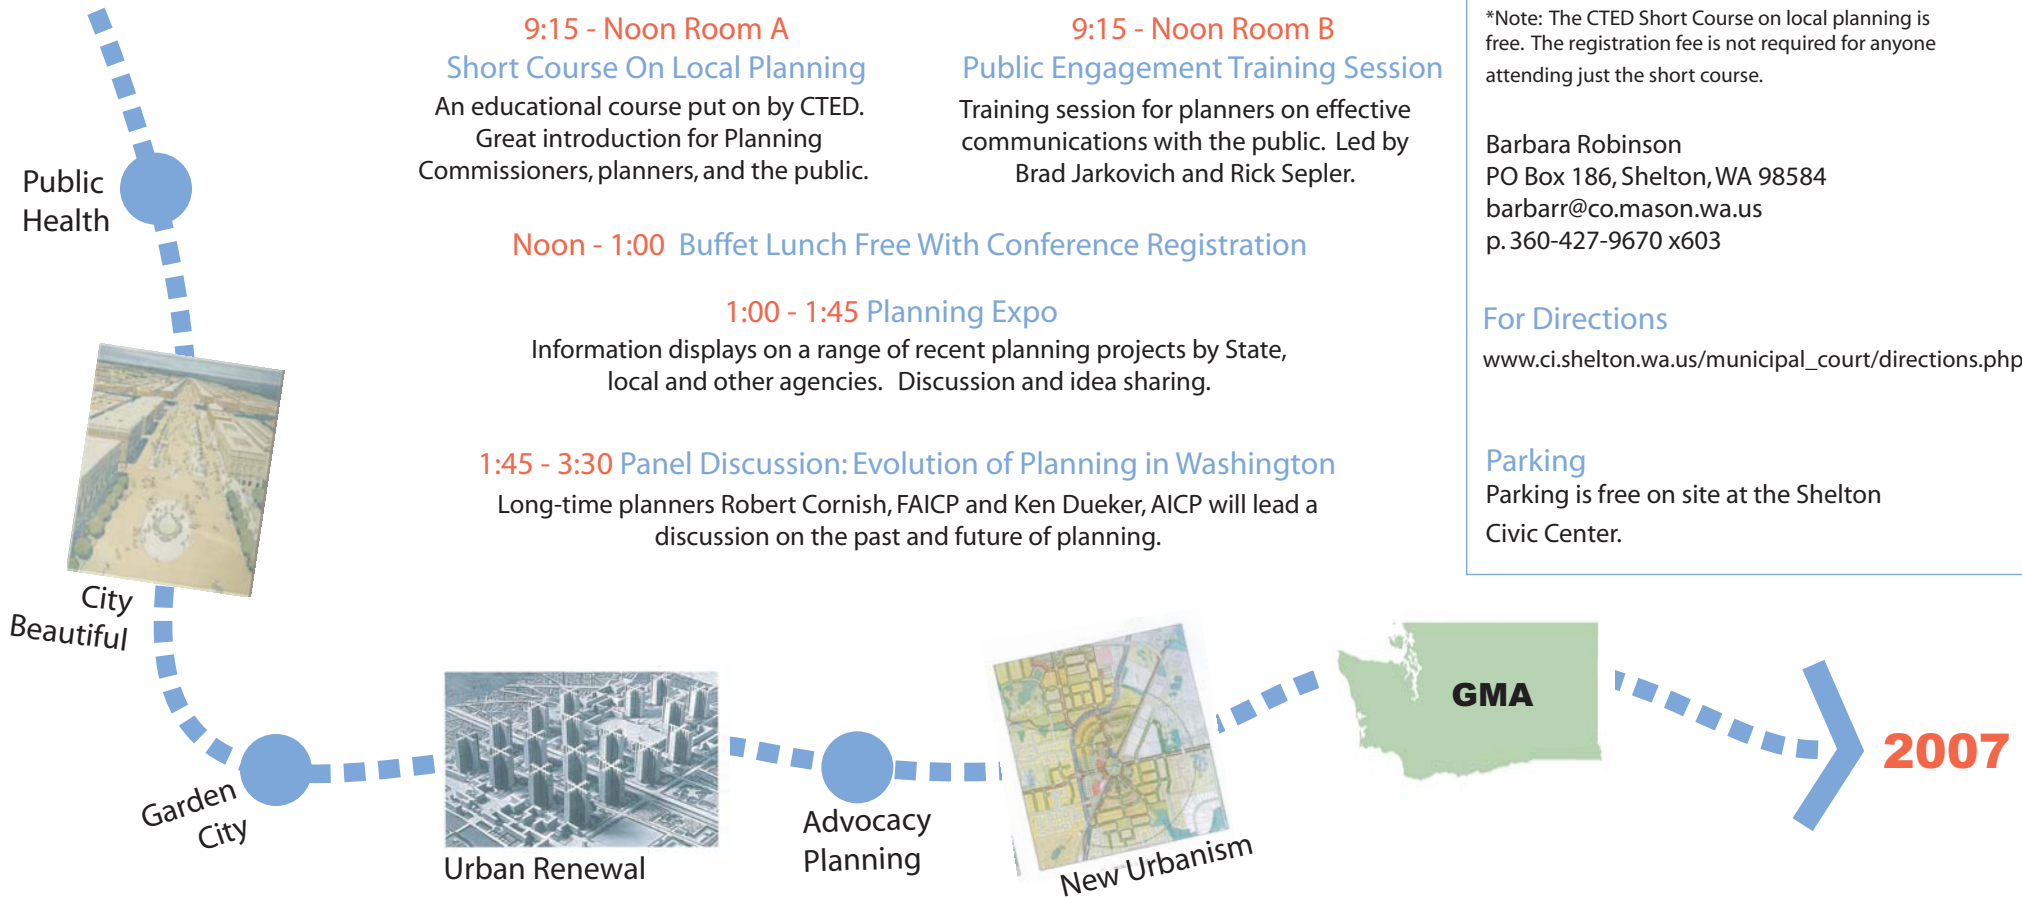 9:15 - Noon Room A
Short Course On Local Planning
An educational course put on by CTED.
Great introduction for Planning
Commissioners, planners, and the public.
9:15 - Noon Room B
Public Engagement Training Session
Training session for planners on effective
communications with the public. Led by
Brad Jarkovich and Rick Sepler.
Noon - 1:00 Buffet Lunch Free With Conference Registration
1:00 - 1:45 Planning Expo
Information displays on a range of recent planning projects by State,
local and other agencies. Discussion and idea sharing.
1:45 - 3:30 Panel Discussion: Evolution of Planning in Washington
Long-time planners Robert Cornish, FAICP and Ken Dueker, AICP will lead a
discussion on the past and future of planning.
*Note: The CTED Short Course on local planning is
free. The registration fee is not required for anyone
attending just the short course.
Barbara Robinson
PO Box 186, Shelton, WA 98584
barbarr@co.mason.wa.us
p. 360-427-9670 x603
For Directions
www.ci.shelton.wa.us/municipal_court/directions.php
Parking
Parking is free on site at the Shelton
Civic Center.
Public
Health
City
Beautiful
Garden
City
Urban Renewal
Advocacy
Planning
New Urbanism
GMA
2007